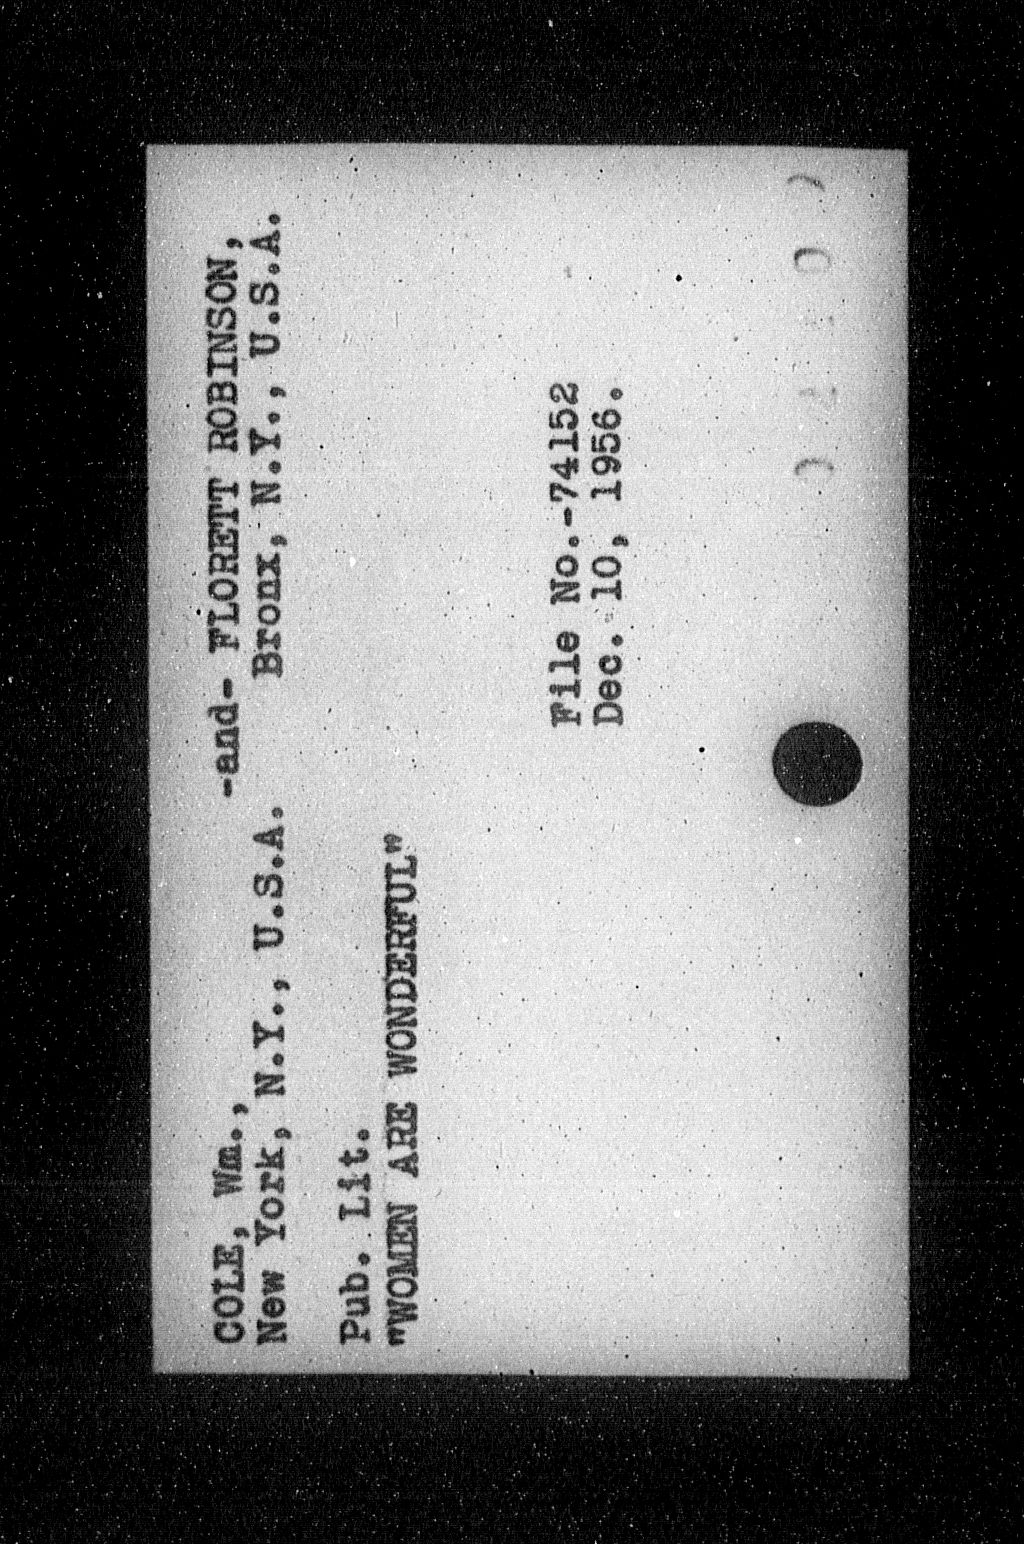 COLE, Wm., -and- FLORETT ROBINSON,
New York, N.Y., U.S.A. Bronx, N.Y., U.S.A.
Pub. Lit.
"WOMEN ARE WONDERFUL"
File No.-74152
Dec. 10, 1956.